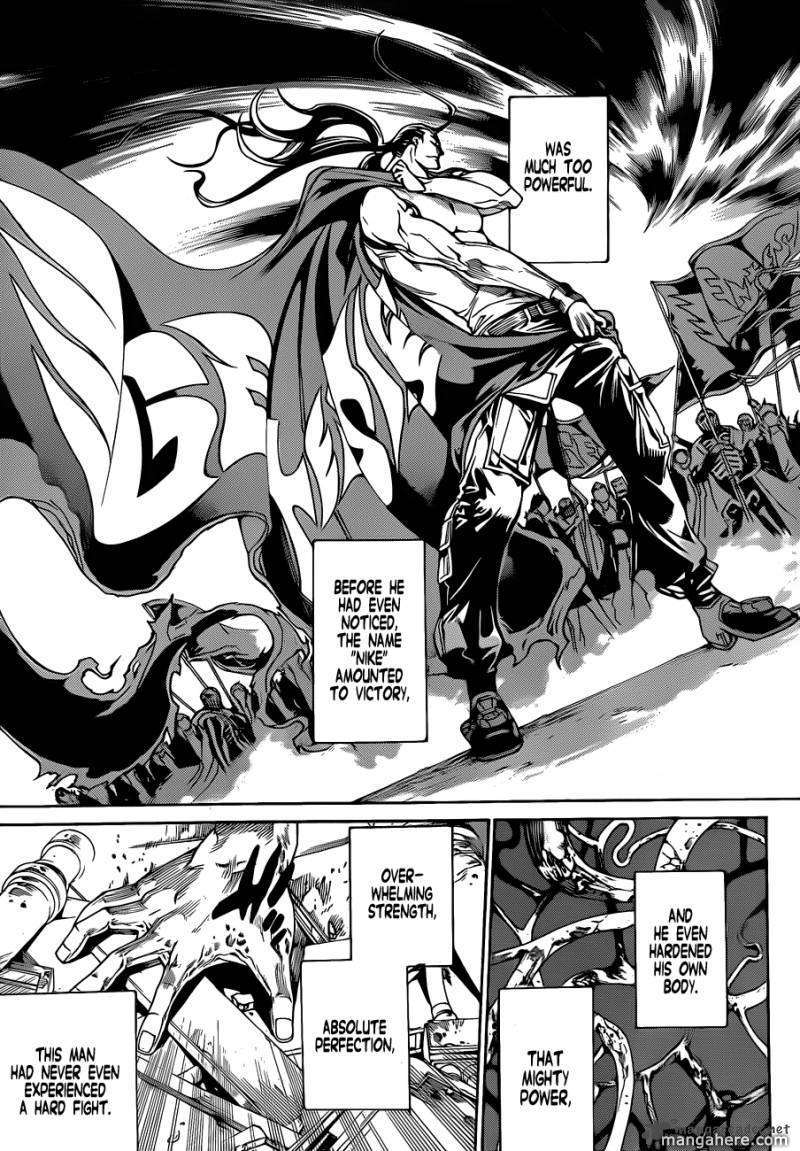 WAS
MUCH TOO
POWERFUL.
BEFORE HE
HAD EVEN
NOTICED,
THE NAME
"NIKE"
AMOUNTED
TO VICTORY,
AND
HE EVEN
HARDENED
HIS OWN
BODY.
THAT
MIGHTY
POWER,
OVER-
WHELMING
STRENGTH,
ABSOLUTE
PERFECTION,
THIS MAN
HAD NEVER EVEN
EXPERIENCED
A HARD FIGHT.
mangahere.com